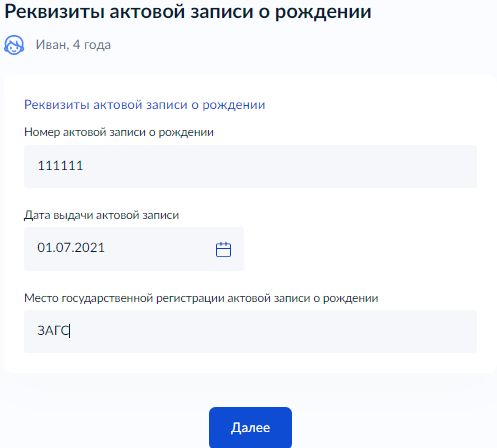 Реквизиты актовой записи о рождении
Иван, 4 года
Реквизиты актовой записи о рождении
Номер актовой записи о рождении
111111
Дата выдачи актовой записи
01.07.2021
Место государственной регистрации актовой записи о рождении
ЗАГС
Далее